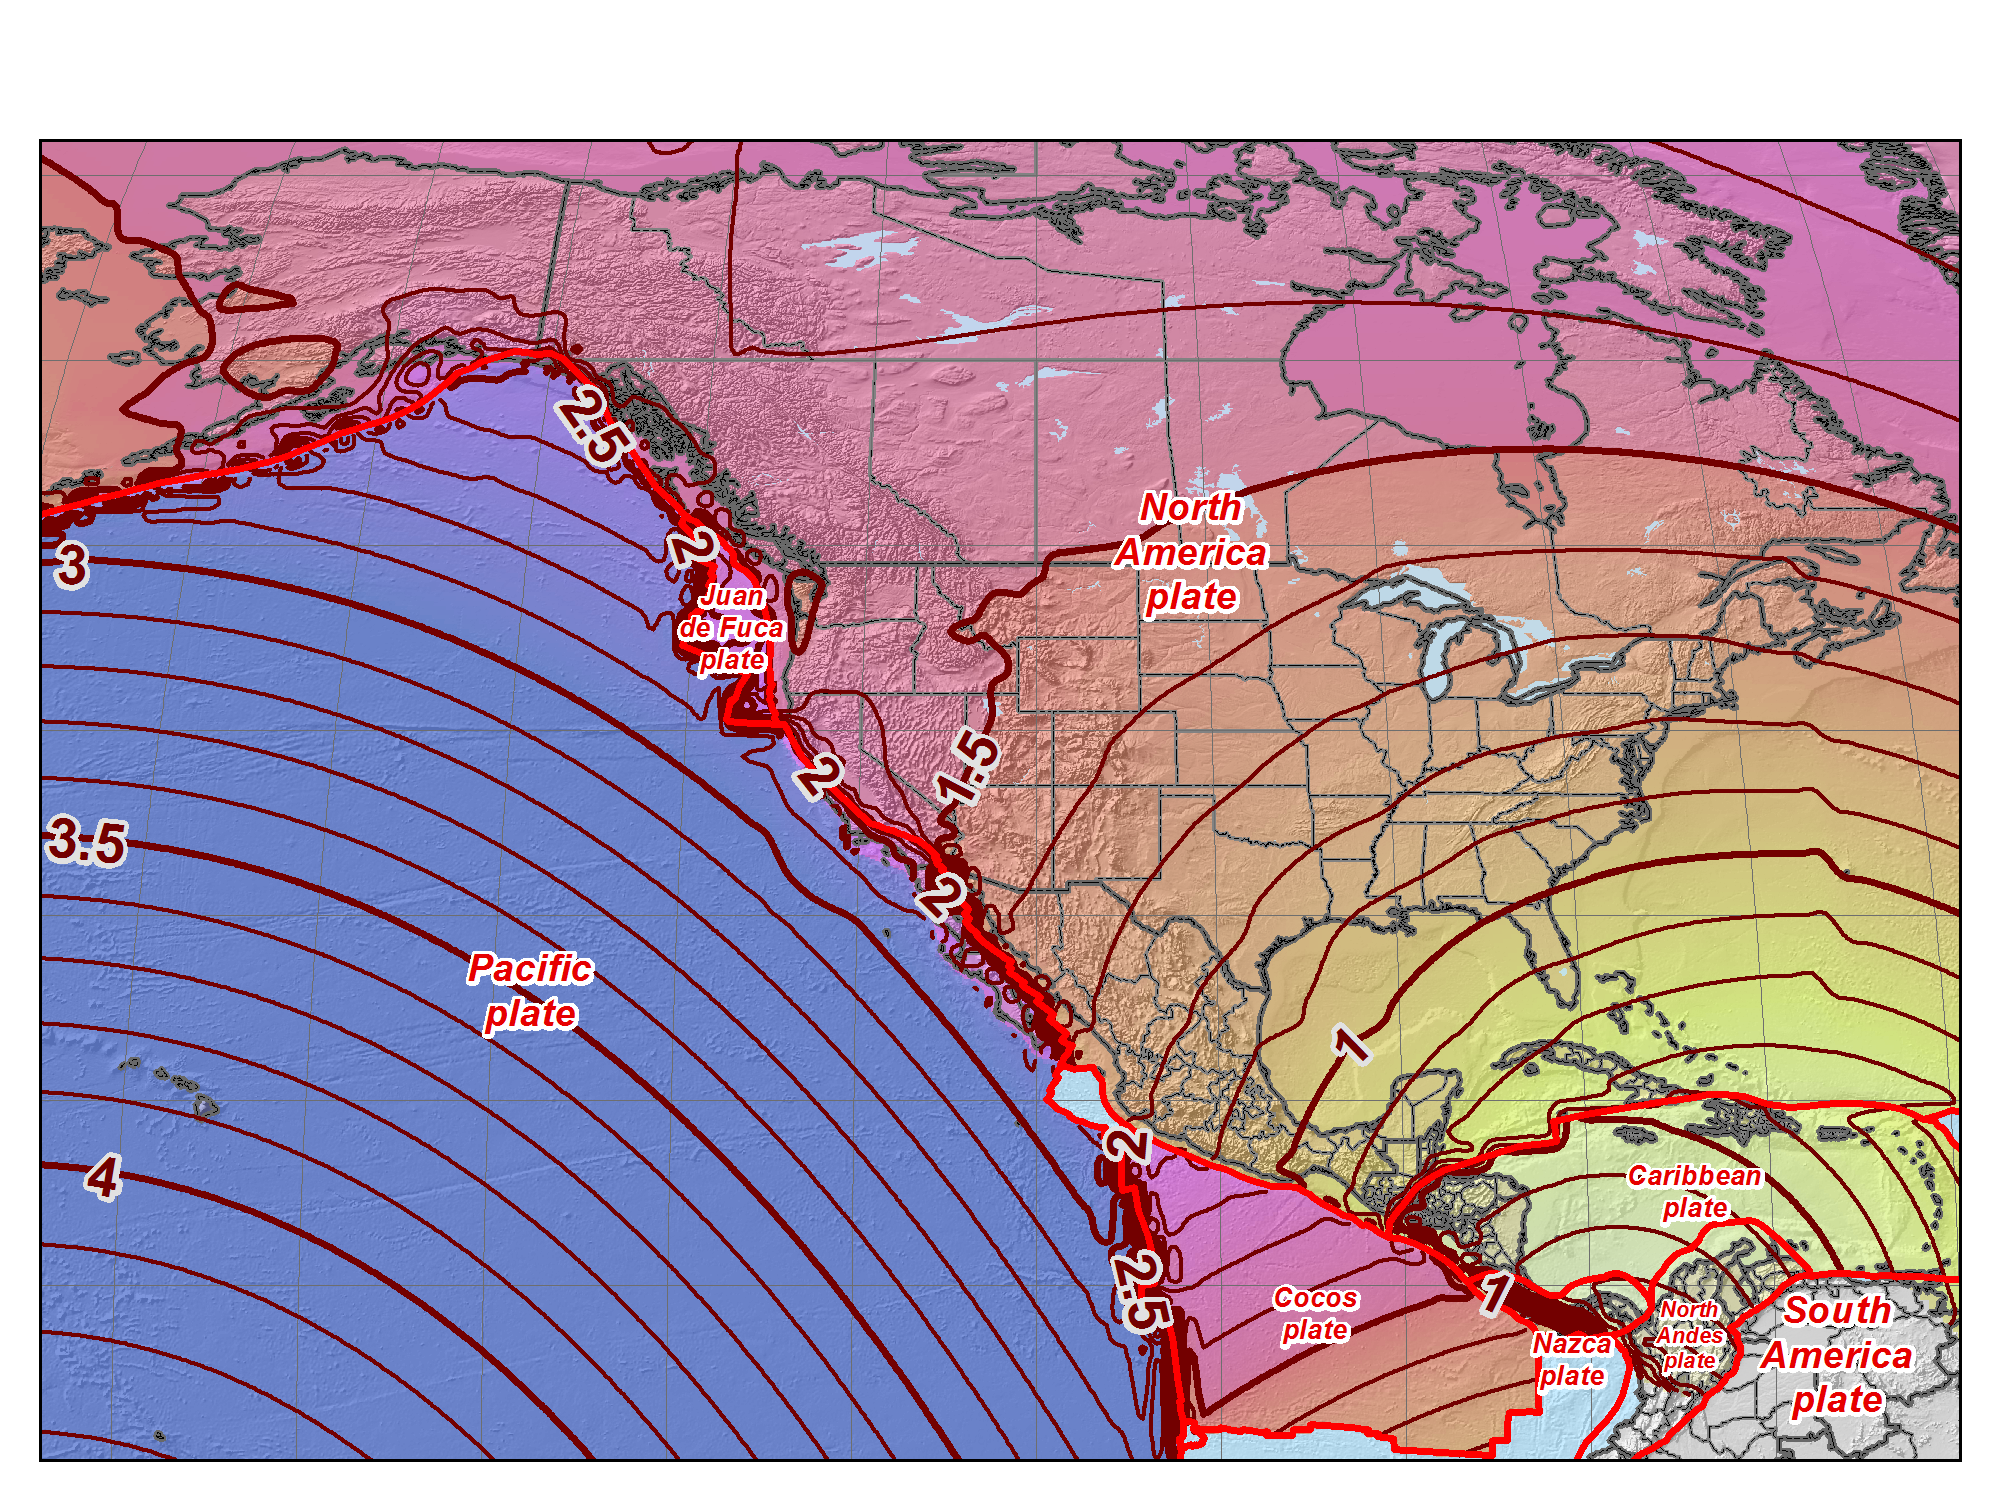 2.5
North
America
plate
2
3
Juan
de Fuca
plate
1.5
2
3.5
2
Pacific
plate
1
2
4
Caribbean
plate
2.5
Cocos
plate
1
North
Andes
plate
South
America
plate
Nazca
plate